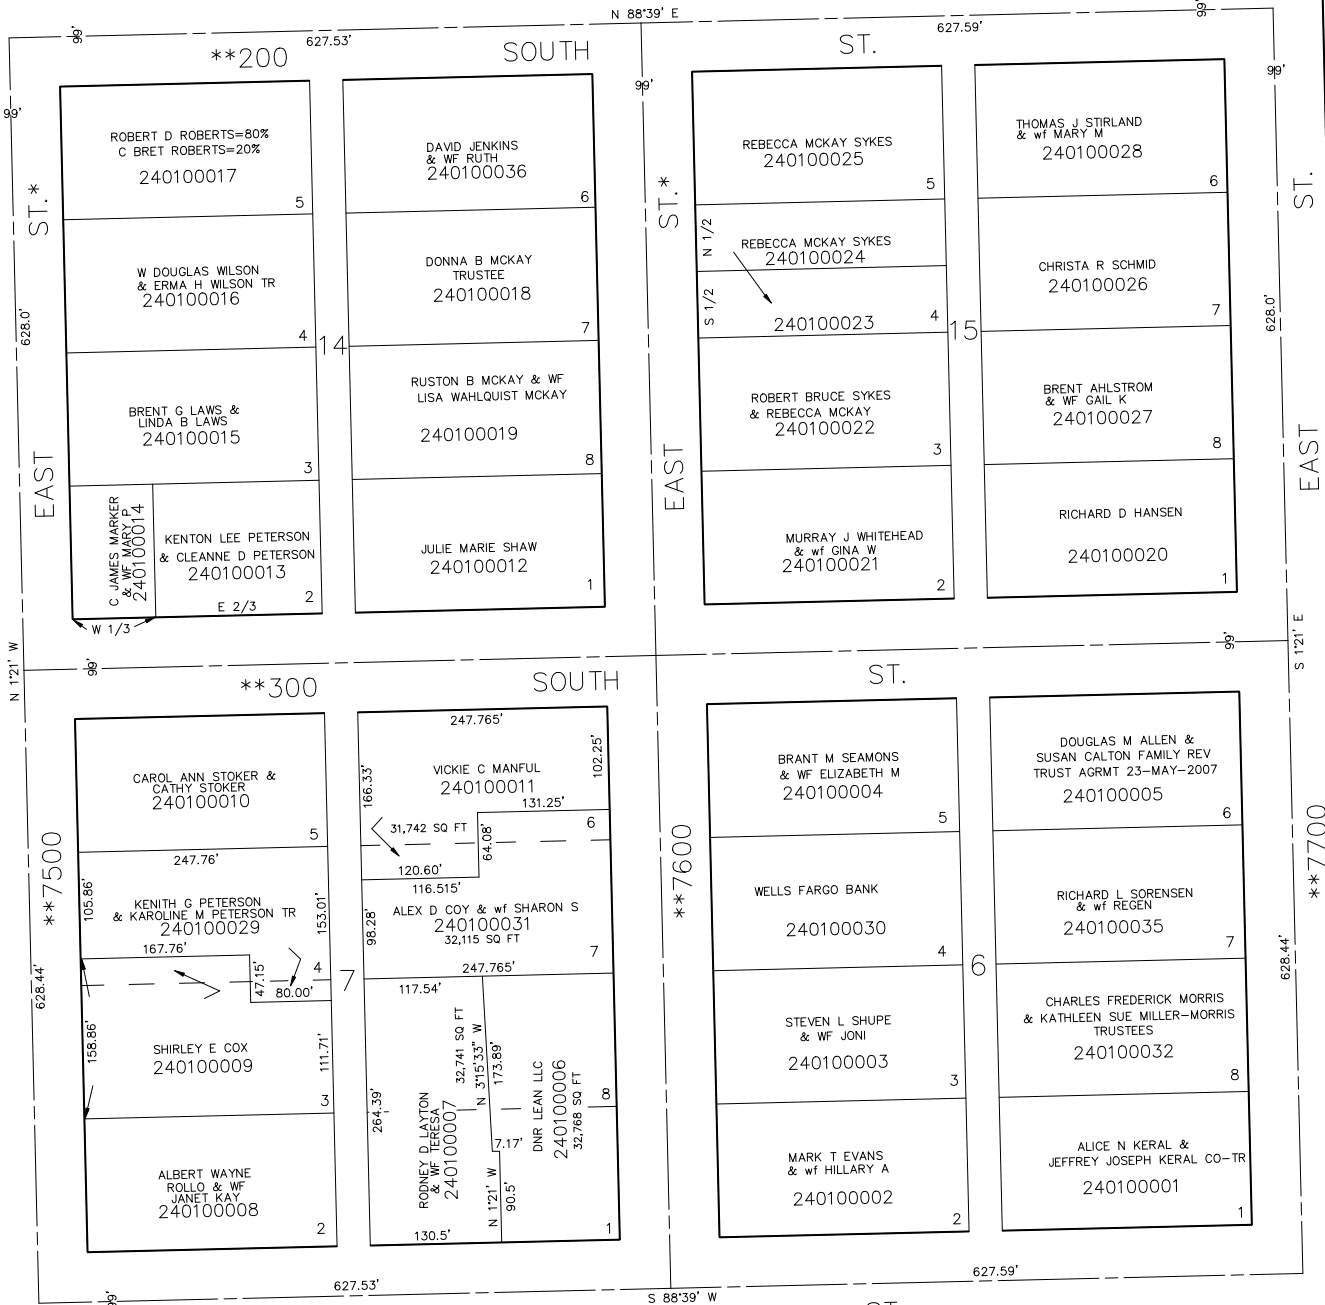 N 88°39' E
99'
627.53'
627.59'
99'
**200 SOUTH ST.
99'
99'
99'
ROBERT D ROBERTS=80%
C BRET ROBERTS=20%
240100017
5
DAVID JENKINS
& WF RUTH
240100036
6
REBECCA MCKAY SYKES
240100025
5
THOMAS J STIRLAND
& wf MARY M
240100028
6
EAST ST.*
628.0'
W DOUGLAS WILSON
& ERMA H WILSON TR
240100016
4
14
DONNA B MCKAY
TRUSTEE
240100018
7
EAST ST.*
N 1/2
REBECCA MCKAY SYKES
240100024
S 1/2
240100023
4
15
CHRISTA R SCHMID
240100026
7
EAST ST.
628.0'
BRENT G LAWS &
LINDA B LAWS
240100015
3
RUSTON B MCKAY & WF
LISA WAHLQUIST MCKAY
240100019
8
ROBERT BRUCE SYKES
& REBECCA MCKAY
240100022
3
BRENT AHLSTROM
& WF GAIL K
240100027
8
C JAMES MARKER
& WF MARY P
240100014
W 1/3
KENTON LEE PETERSON
& CLEANNE D PETERSON
240100013
E 2/3
2
JULIE MARIE SHAW
240100012
1
MURRAY J WHITEHEAD
& wf GINA W
240100021
2
RICHARD D HANSEN
240100020
1
N 1°21' W
99'
99'
S 1°21' E
**300 SOUTH ST.
CAROL ANN STOKER &
CATHY STOKER
240100010
5
247.765'
166.33'
VICKIE C MANFUL
240100011
102.25'
131.25'
31,742 SQ FT
64.08'
6
120.60'
BRANT M SEAMONS
& WF ELIZABETH M
240100004
5
DOUGLAS M ALLEN &
SUSAN CALTON FAMILY REV
TRUST AGRMT 23-MAY-2007
240100005
6
**7500
628.44'
247.76'
105.86'
KENITH G PETERSON
& KAROLINE M PETERSON TR
240100029
153.01'
167.76'
47.15'
80.00'
4
7
116.515'
98.28'
ALEX D COY & wf SHARON S
240100031
32,115 SQ FT
7
247.765'
**7600
WELLS FARGO BANK
240100030
4
6
RICHARD L SORENSEN
& wf REGEN
240100035
7
**7700
628.44'
158.86'
SHIRLEY E COX
240100009
111.71'
3
117.54'
264.39'
RODNEY D LAYTON
& WF TERESA
240100007
32,741 SQ FT
N 3°15'33" W
173.89'
7.17'
N 1°21' W
90.5'
130.5'
DNR LEAN LLC
240100006
32,768 SQ FT
8
1
STEVEN L SHUPE
& WF JONI
240100003
3
CHARLES FREDERICK MORRIS
& KATHLEEN SUE MILLER-MORRIS
TRUSTEES
240100032
8
ALBERT WAYNE
ROLLO & WF
JANET KAY
240100008
2
MARK T EVANS
& wf HILLARY A
240100002
2
ALICE N KERAL &
JEFFREY JOSEPH KERAL CO-TR
240100001
1
99'
627.53'
S 88°39' W
627.59'
ST.